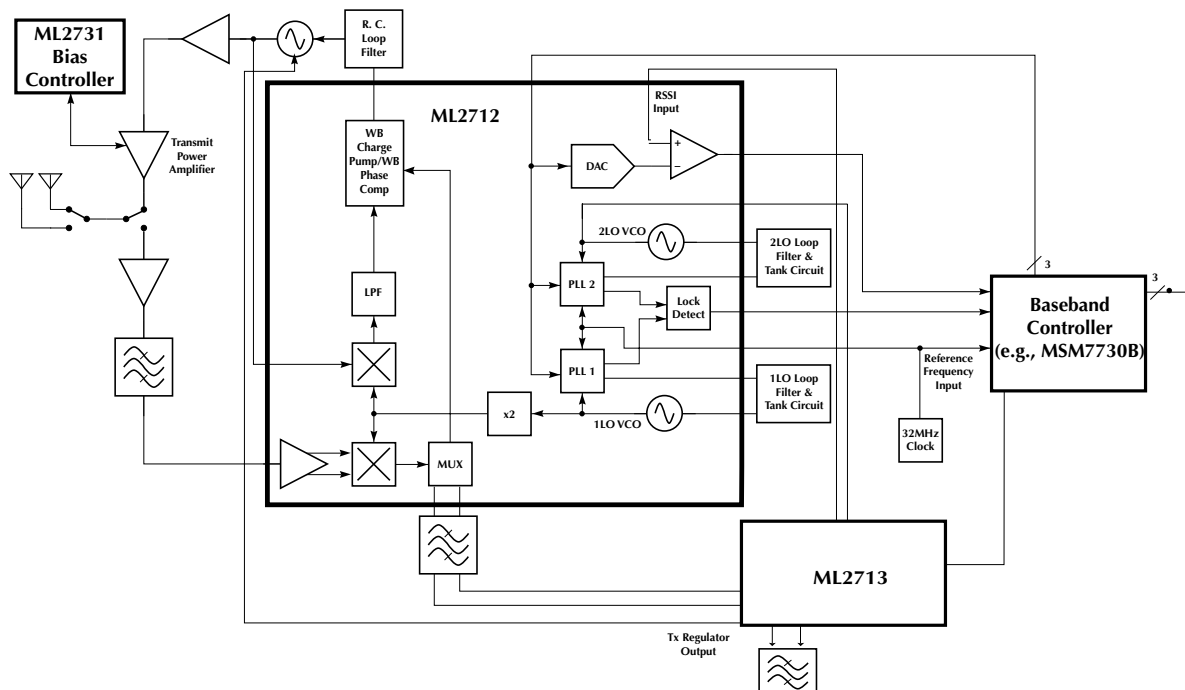 ML2731
Bias
Controller
R. C.
Loop
Filter
Transmit
Power
Amplifier
ML2712
RSSI
Input
WB
Charge
Pump/WB
Phase
Comp
+
–
DAC
2LO VCO
2LO Loop
Filter &
Tank Circuit
3
3
PLL 2
LPF
Lock
Detect
Baseband
Controller
(e.g., MSM7730B)
Reference
Frequency
Input
PLL 1
1LO Loop
Filter &
Tank Circuit
x2
1LO VCO
32MHz
Clock
MUX
ML2713
Tx Regulator
Output